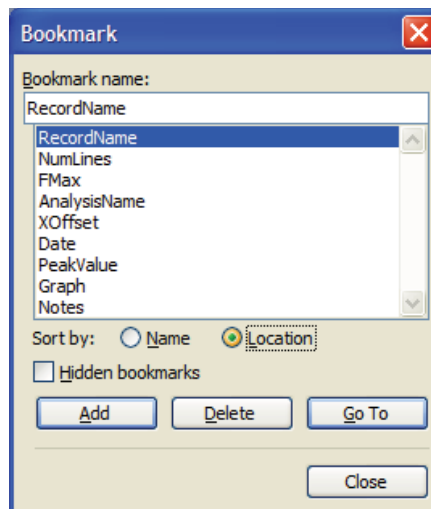 Bookmark
Bookmark name:
RecordName
RecordName
NumLines
FMax
AnalysisName
XOffset
Date
PeakValue
Graph
Notes
Sort by: Name Location
Hidden bookmarks
Add Delete Go To
Close